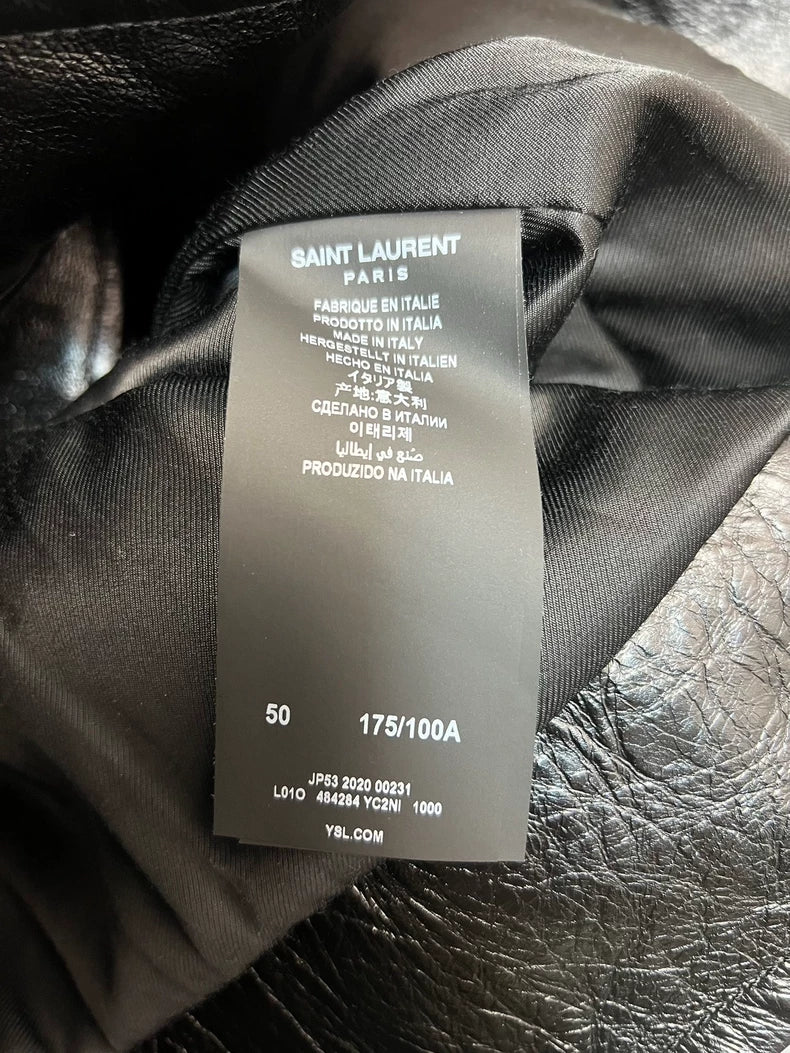 SAINT LAURENT
PARIS
FABRIQUE EN ITALIE
PRODOTTO IN ITALIA
MADE IN ITALY
HERGESTELLT IN ITALIEN
HECHO EN ITALIA
イタリア製
产地:意大利
СДЕЛАНО В ИТАЛИИ
이태리제
صُنع في إيطاليا
PRODUZIDO NA ITALIA
50 175/100A
JP53 2020 00231
L01O 484284 YC2NI 1000
YSL.COM